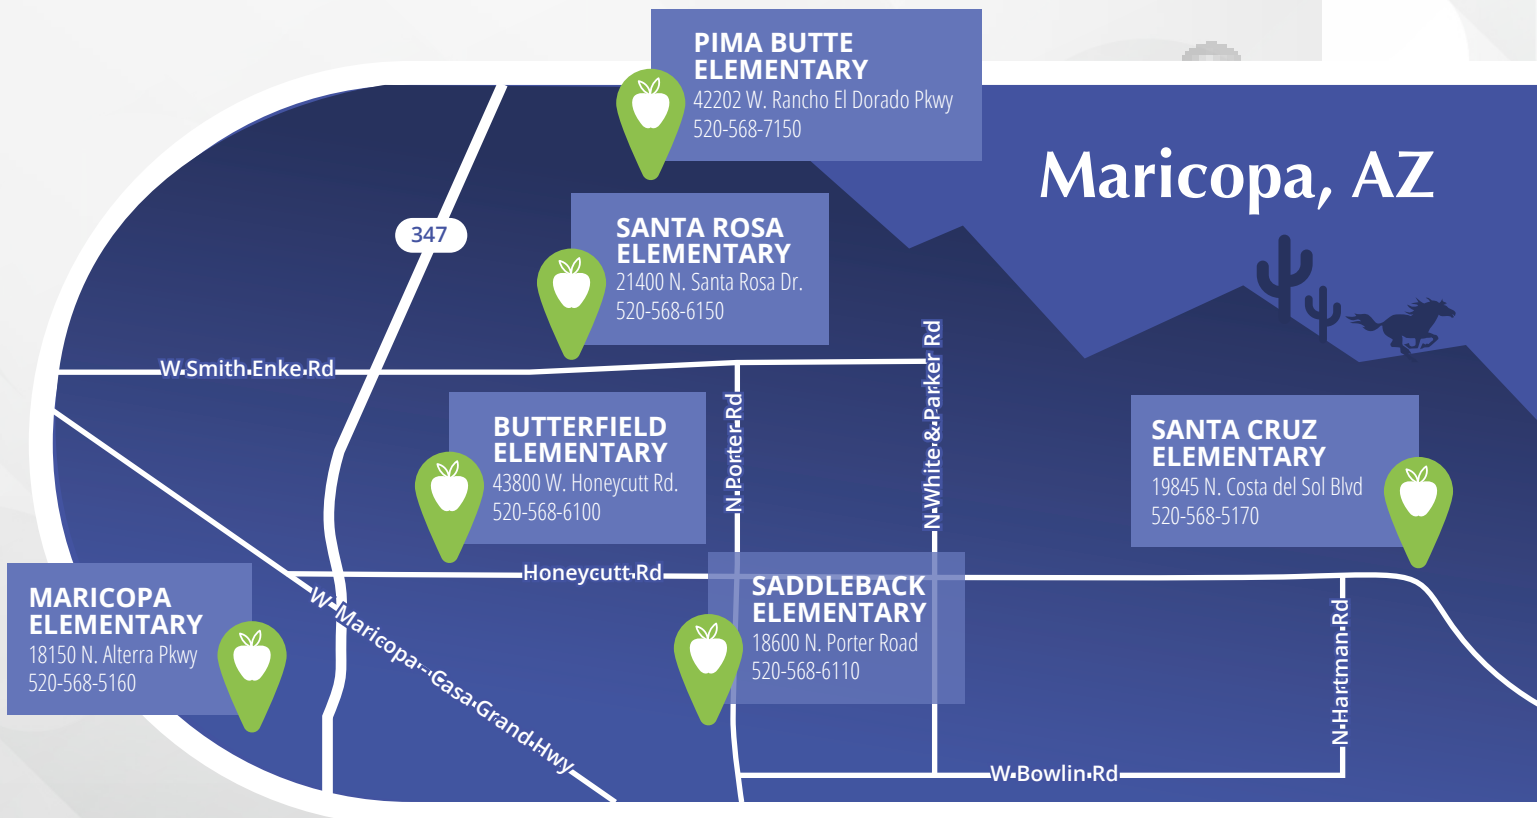 PIMA BUTTE
ELEMENTARY
42202 W. Rancho El Dorado Pkwy
520-568-7150
Maricopa, AZ
347
SANTA ROSA
ELEMENTARY
21400 N. Santa Rosa Dr.
520-568-6150
W Smith Enke Rd
N Porter Rd
N White & Parker Rd
BUTTERFIELD
ELEMENTARY
43800 W. Honeycutt Rd.
520-568-6100
SANTA CRUZ
ELEMENTARY
19845 N. Costa del Sol Blvd
520-568-5170
Honeycutt Rd
MARICOPA
ELEMENTARY
18150 N. Alterra Pkwy
520-568-5160
W Maricopa - Casa Grand Hwy
SADDLEBACK
ELEMENTARY
18600 N. Porter Road
520-568-6110
N Hartman Rd
W Bowlin Rd